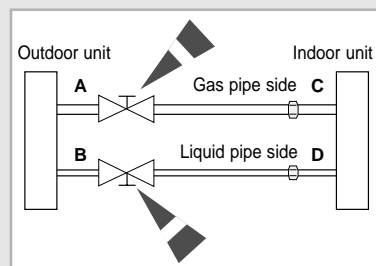 Outdoor unit Indoor unit
A Gas pipe side C
B Liquid pipe side D